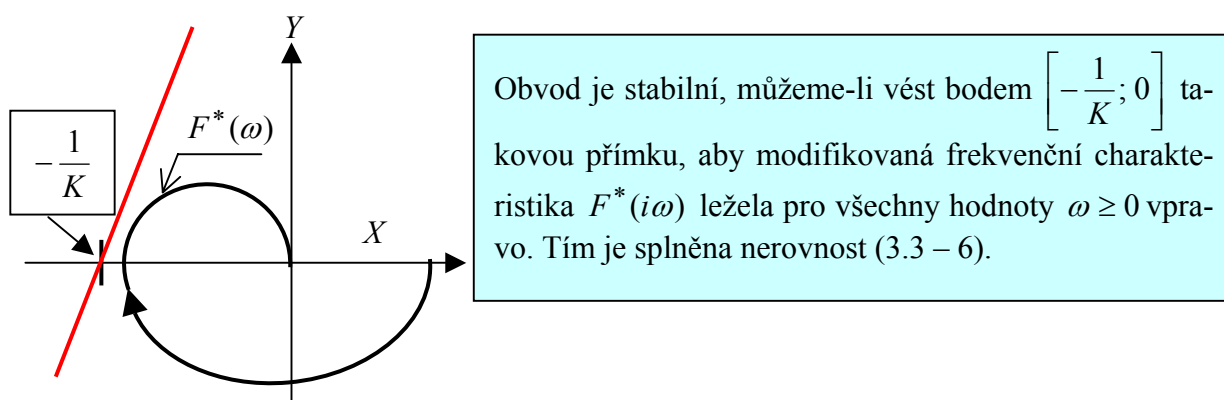 Y
F*(ω)
−1/K
X
Obvod je stabilní, můžeme-li vést bodem [−1/K; 0] ta-
kovou přímku, aby modifikovaná frekvenční charakte-
ristika F*(iω) ležela pro všechny hodnoty ω ≥ 0 vpra-
vo. Tím je splněna nerovnost (3.3 – 6).